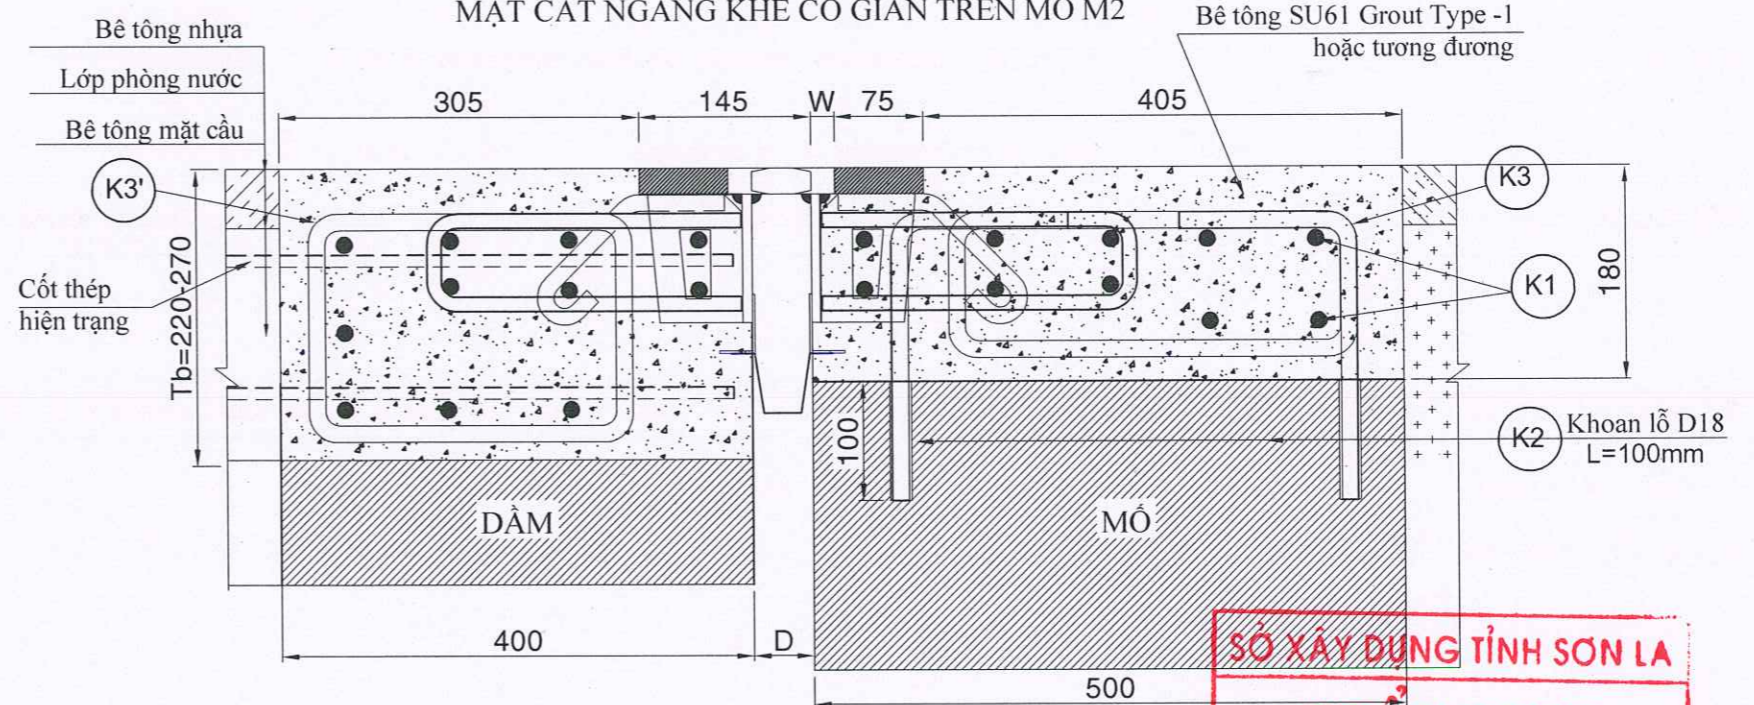 MẶT CẮT NGANG KHE CO GIÃN TRÊN MỐ M2
Bê tông nhựa
Lớp phòng nước
Bê tông mặt cầu
Bê tông SU61 Grout Type -1
hoặc tương đương
305
145
W
75
405
K3'
K3
Cốt thép
hiện trạng
Tb=220-270
K1
180
100
K2
Khoan lỗ D18
L=100mm
DẦM
MỐ
400
D
500
SỞ XÂY DỰNG TỈNH SƠN LA